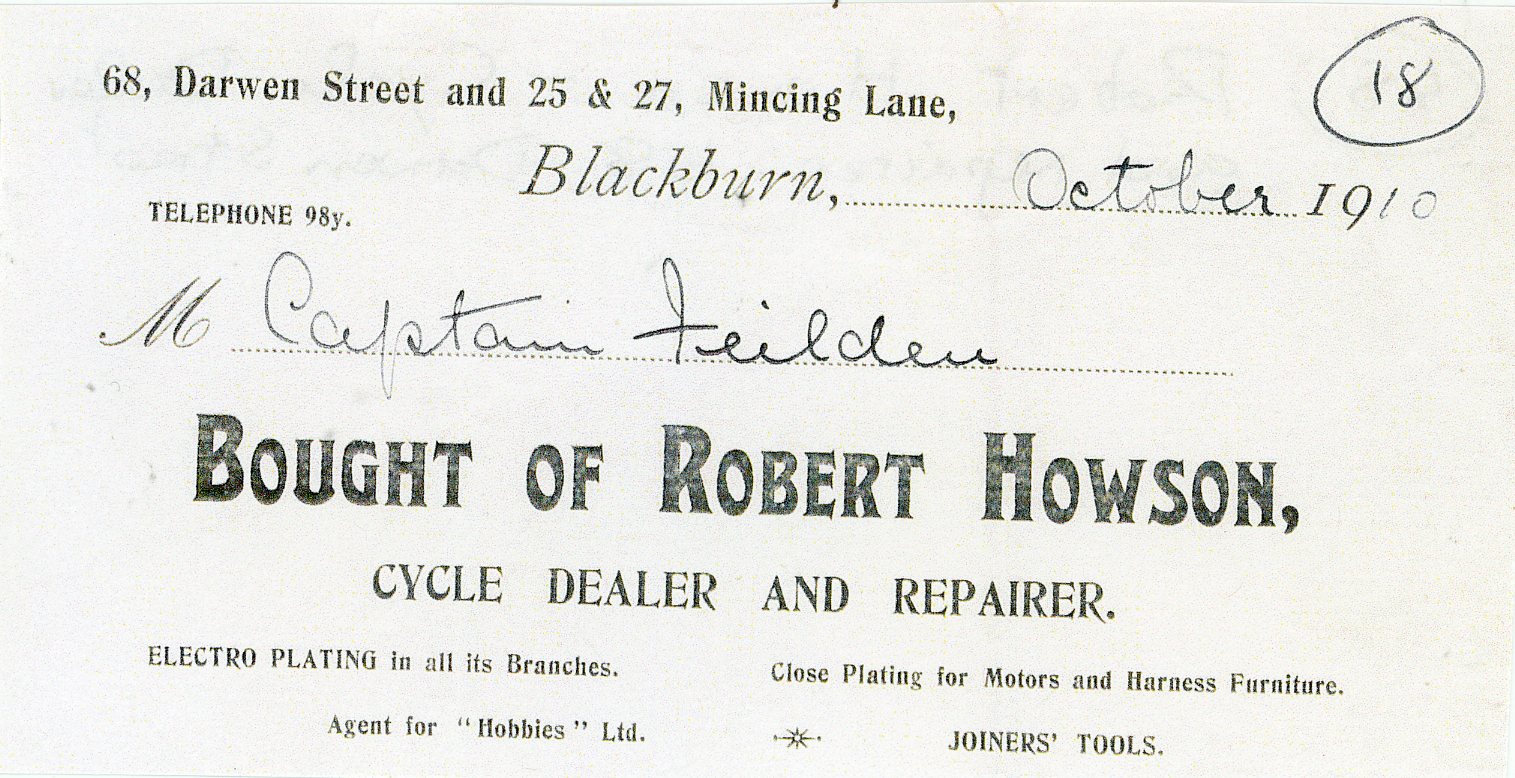 18
68, Darwen Street and 25 & 27, Mincing Lane,
Blackburn, October 1910
TELEPHONE 98y.
M Captain Feilden
BOUGHT OF ROBERT HOWSON,
CYCLE DEALER AND REPAIRER.
ELECTRO PLATING in all its Branches. Close Plating for Motors and Harness Furniture.
Agent for "Hobbies" Ltd. JOINERS' TOOLS.